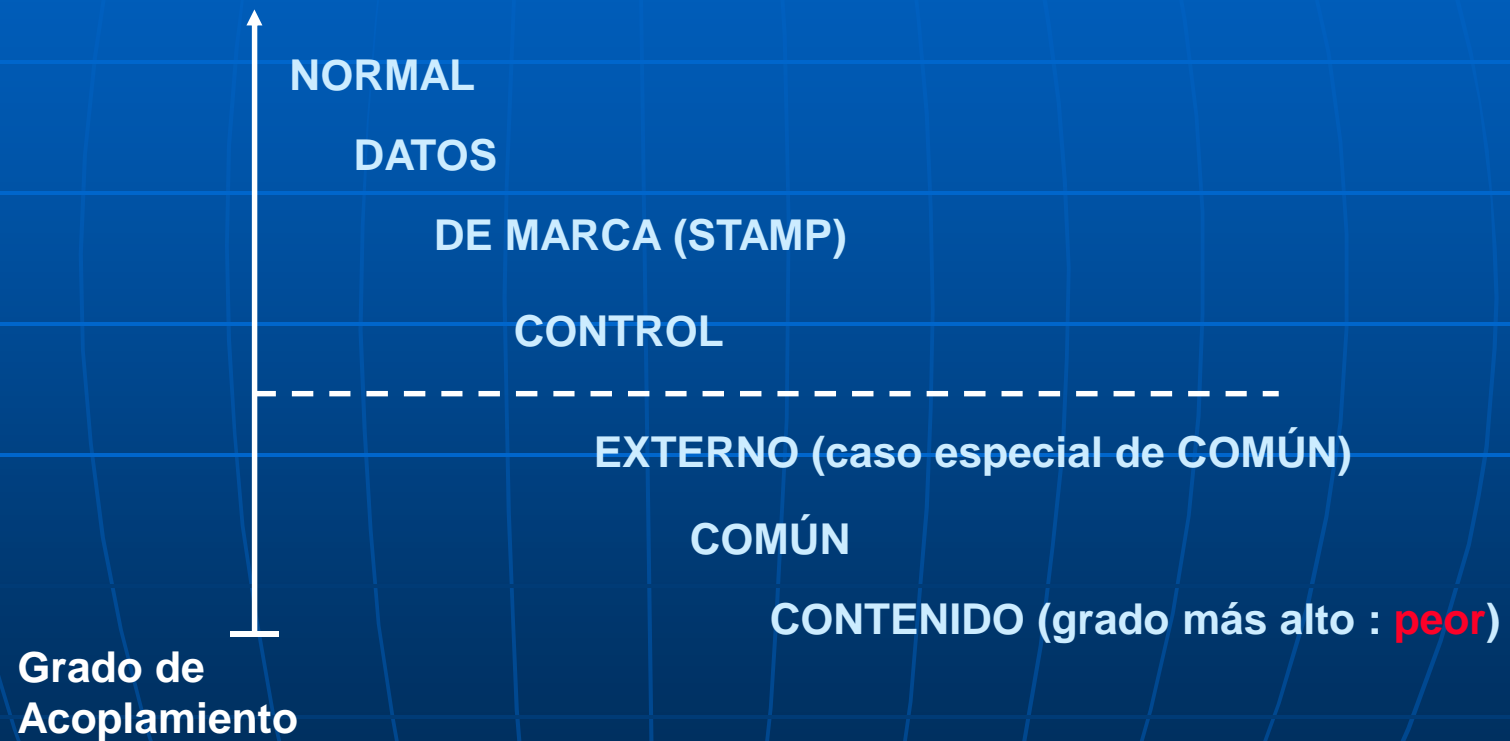 NORMAL
DATOS
DE MARCA (STAMP)
CONTROL
EXTERNO (caso especial de COMÚN)
COMÚN
CONTENIDO (grado más alto : peor)
Grado de
Acoplamiento